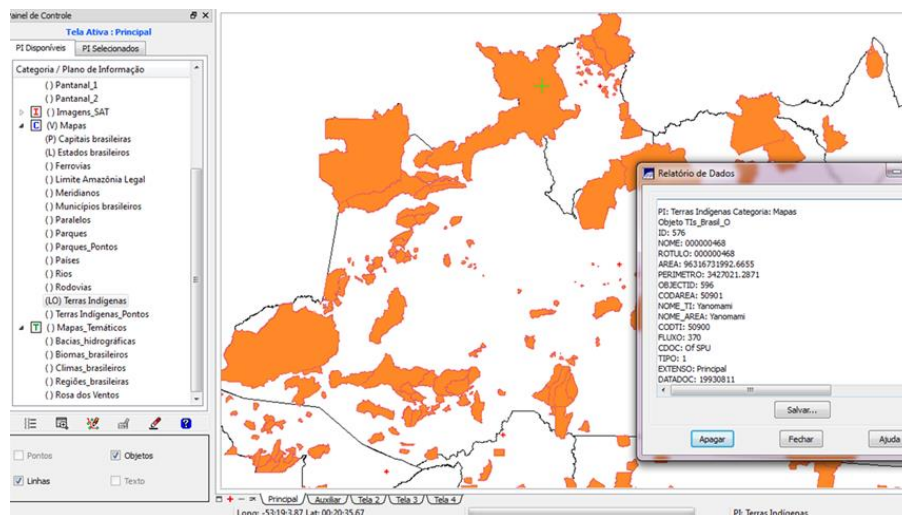 Painel de Controle
Tela Ativa : Principal
PI Disponíveis PI Selecionados
Categoria / Plano de Informação
( ) Pantanal_1
( ) Pantanal_2
I ( ) Imagens_SAT
C (V) Mapas
(P) Capitais brasileiras
(L) Estados brasileiros
( ) Ferrovias
( ) Limite Amazônia Legal
( ) Meridianos
( ) Municípios brasileiros
( ) Paralelos
( ) Parques
( ) Parques_Pontos
( ) Países
( ) Rios
( ) Rodovias
(LO) Terras Indígenas
( ) Terras Indígenas_Pontos
T ( ) Mapas_Temáticos
( ) Bacias_hidrográficas
( ) Biomas_brasileiros
( ) Climas_brasileiros
( ) Regiões_brasileiras
( ) Rosa dos Ventos
Pontos Objetos
Linhas Texto
Relatório de Dados
PI: Terras Indígenas Categoria: Mapas
Objeto TIs_Brasil_O
ID: 576
NOME: 000000468
ROTULO: 000000468
AREA: 96316731992.6655
PERIMETRO: 3427021.2871
OBJECTID: 596
CODAREA: 50901
NOME_TI: Yanomami
NOME_AREA: Yanomami
CODTI: 50900
FLUXO: 370
CDOC: Of SPU
TIPO: 1
EXTENSO: Principal
DATADOC: 19930811
Salvar...
Apagar Fechar Ajuda
Principal Auxiliar Tela 2 Tela 3 Tela 4
Long: -53:19:3.87 Lat: 00:20:35.67 PI: Terras Indígenas